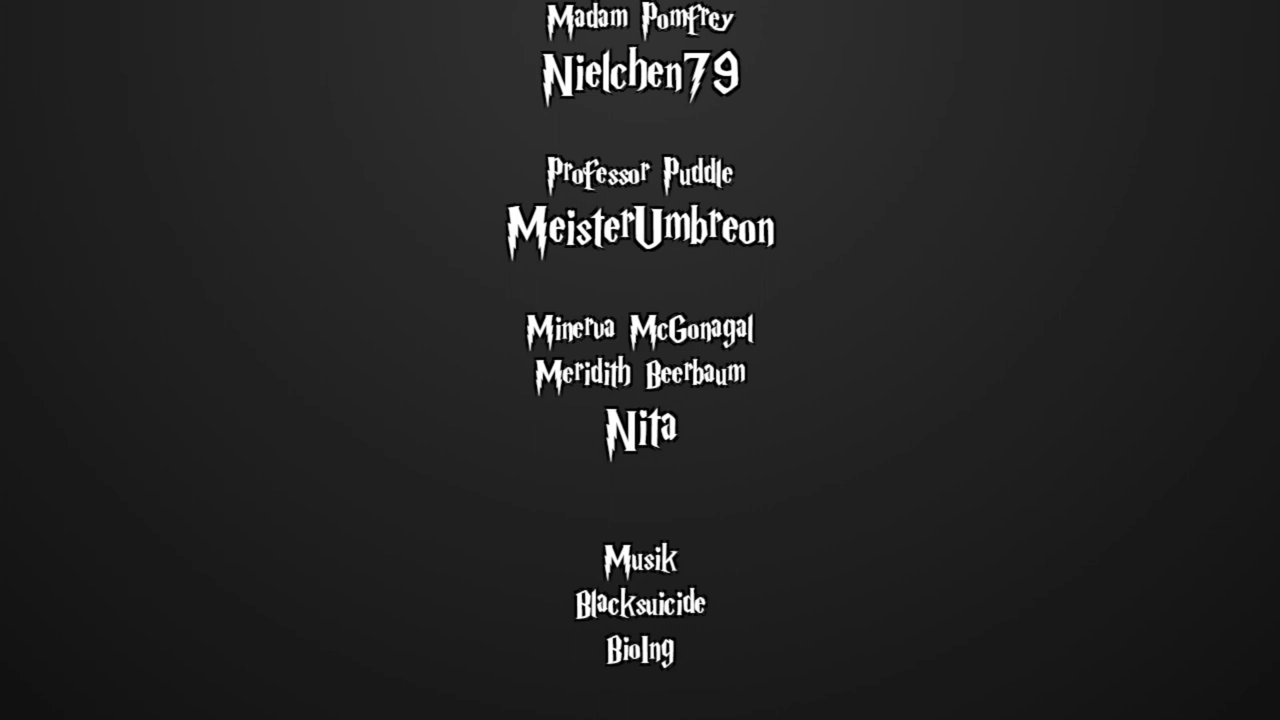 Madam Pomfrey
Nielchen79
Professor Puddle
MeisterUmbreon
Minerva McGonagal
Meridith Beerbaum
Nita
Musik
Blacksuicide
BioIng